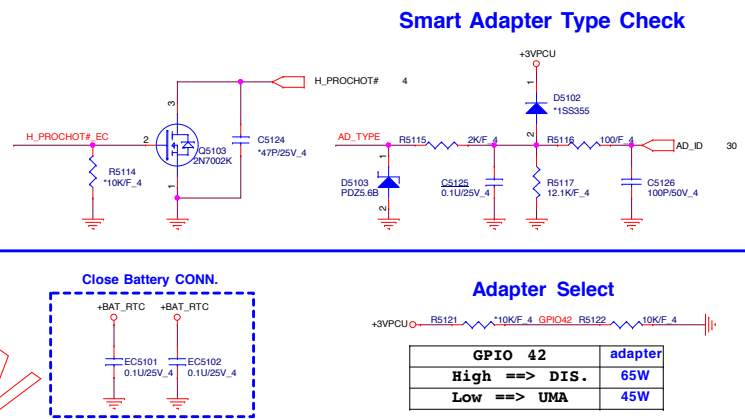 Smart Adapter Type Check
+3VPCU
H_PROCHOT# 4
1
D5102
*1SS355
2
3
H_PROCHOT#_EC
2
Q5103
2N7002K
1
C5124
*47P/25V_4
R5114
*10K/F_4
AD_TYPE
R5115
2K/F_4
R5116
100/F_4
AD_ID 30
1
D5103
PDZ5.6B
2
C5125
0.1U/25V_4
R5117
12.1K/F_4
C5126
100P/50V_4
Close Battery CONN.
+BAT_RTC
+BAT_RTC
EC5101
0.1U/25V_4
EC5102
0.1U/25V_4
Adapter Select
+3VPCU
R5121
*10K/F_4
GPIO42
R5122
10K/F_4
GPIO 42 adapter
High ==> DIS. 65W
Low ==> UMA 45W